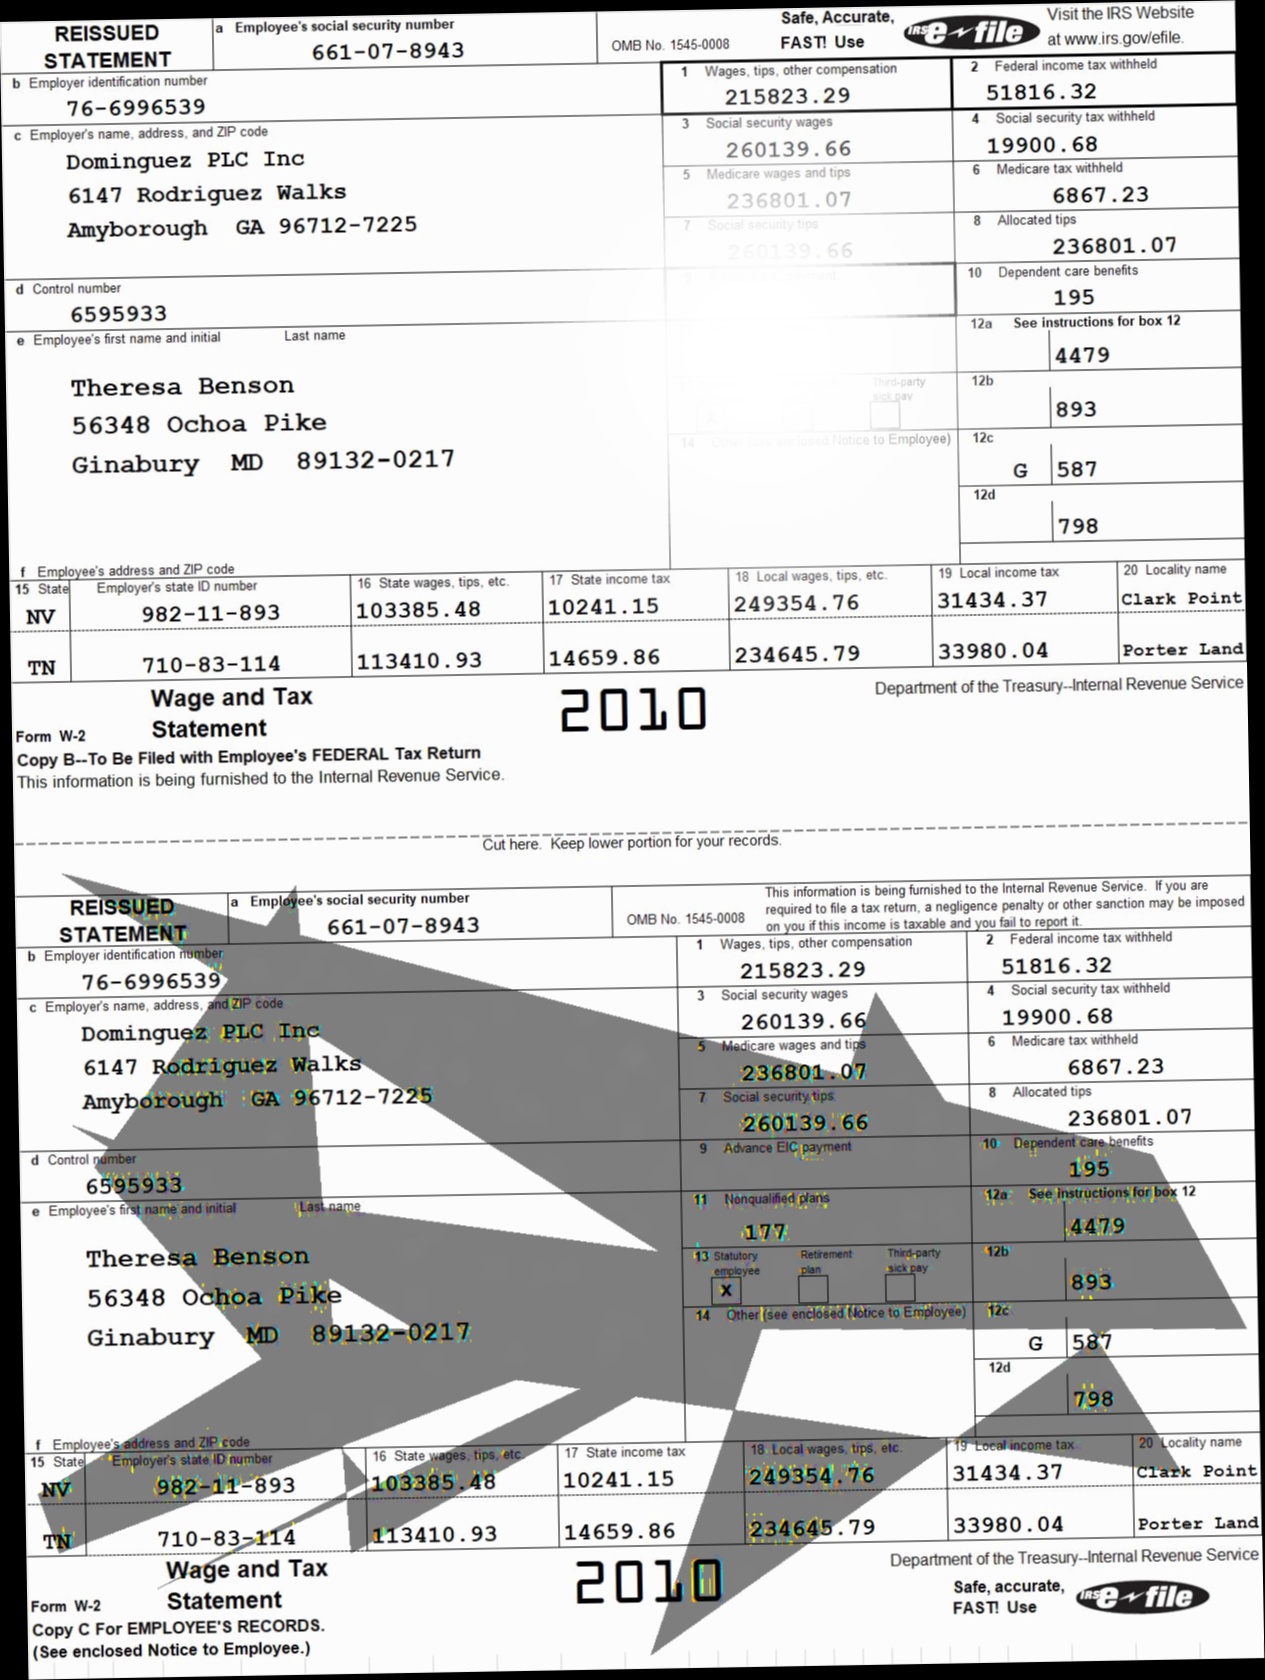 REISSUED STATEMENT
a Employee's social security number
661-07-8943
OMB No. 1545-0008
Safe, Accurate, FAST! Use
IRS e-file
Visit the IRS Website at www.irs.gov/efile.
b Employer identification number
76-6996539
1 Wages, tips, other compensation
215823.29
2 Federal income tax withheld
51816.32
c Employer's name, address, and ZIP code
Dominguez PLC Inc
6147 Rodriguez Walks
Amyborough GA 96712-7225
3 Social security wages
260139.66
4 Social security tax withheld
19900.68
5 Medicare wages and tips
236801.07
6 Medicare tax withheld
6867.23
7 Social security tips
260139.66
8 Allocated tips
236801.07
d Control number
6595933
10 Dependent care benefits
195
e Employee's first name and initial Last name
Theresa Benson
56348 Ochoa Pike
Ginabury MD 89132-0217
12a See instructions for box 12
4479
Third-party sick pay
12b
893
14 Other (see enclosed Notice to Employee)
12c
G 587
12d
798
f Employee's address and ZIP code
15 State Employer's state ID number
16 State wages, tips, etc.
17 State income tax
18 Local wages, tips, etc.
19 Local income tax
20 Locality name
NV 982-11-893 103385.48 10241.15 249354.76 31434.37 Clark Point
TN 710-83-114 113410.93 14659.86 234645.79 33980.04 Porter Land
Form W-2 Wage and Tax Statement
2010
Department of the Treasury--Internal Revenue Service
Copy B--To Be Filed with Employee's FEDERAL Tax Return
This information is being furnished to the Internal Revenue Service.
Cut here. Keep lower portion for your records.
REISSUED STATEMENT
a Employee's social security number
661-07-8943
OMB No. 1545-0008
This information is being furnished to the Internal Revenue Service. If you are
required to file a tax return, a negligence penalty or other sanction may be imposed
on you if this income is taxable and you fail to report it.
b Employer identification number
76-6996539
1 Wages, tips, other compensation
215823.29
2 Federal income tax withheld
51816.32
c Employer's name, address, and ZIP code
Dominguez PLC Inc
6147 Rodriguez Walks
Amyborough GA 96712-7225
3 Social security wages
260139.66
4 Social security tax withheld
19900.68
5 Medicare wages and tips
236801.07
6 Medicare tax withheld
6867.23
7 Social security tips
260139.66
8 Allocated tips
236801.07
d Control number
6595933
9 Advance EIC payment
10 Dependent care benefits
195
e Employee's first name and initial Last name
Theresa Benson
56348 Ochoa Pike
Ginabury MD 89132-0217
11 Nonqualified plans
177
12a See instructions for box 12
4479
13 Statutory employee Retirement plan Third-party sick pay
X
12b
893
14 Other (see enclosed Notice to Employee)
12c
G 587
12d
798
f Employee's address and ZIP code
15 State Employer's state ID number
16 State wages, tips, etc.
17 State income tax
18 Local wages, tips, etc.
19 Local income tax
20 Locality name
NV 982-11-893 103385.48 10241.15 249354.76 31434.37 Clark Point
TN 710-83-114 113410.93 14659.86 234645.79 33980.04 Porter Land
Form W-2 Wage and Tax Statement
2010
Department of the Treasury--Internal Revenue Service
Copy C For EMPLOYEE'S RECORDS.
(See enclosed Notice to Employee.)
Safe, accurate, FAST! Use
IRS e-file